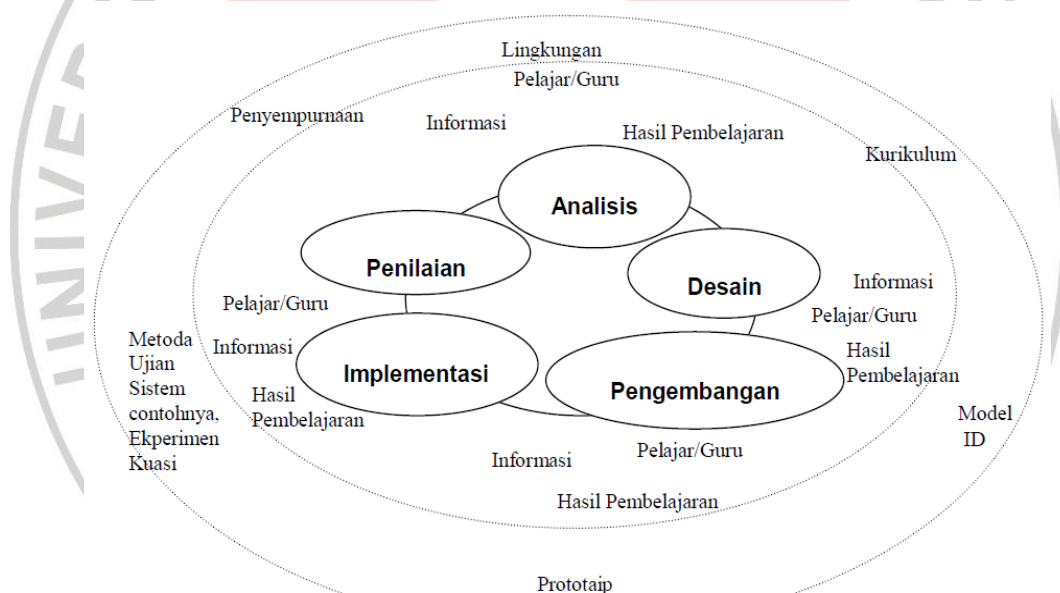 Lingkungan
Pelajar/Guru
Penyempurnaan
Informasi
Hasil Pembelajaran
Kurikulum
Analisis
Penilaian
Desain
Informasi
Pelajar/Guru
Pelajar/Guru
Metoda
Ujian
Sistem
contohnya,
Ekperimen
Kuasi
Informasi
Hasil
Pembelajaran
Implementasi
Pengembangan
Hasil
Pembelajaran
Model
ID
Informasi
Pelajar/Guru
Hasil Pembelajaran
Prototaip